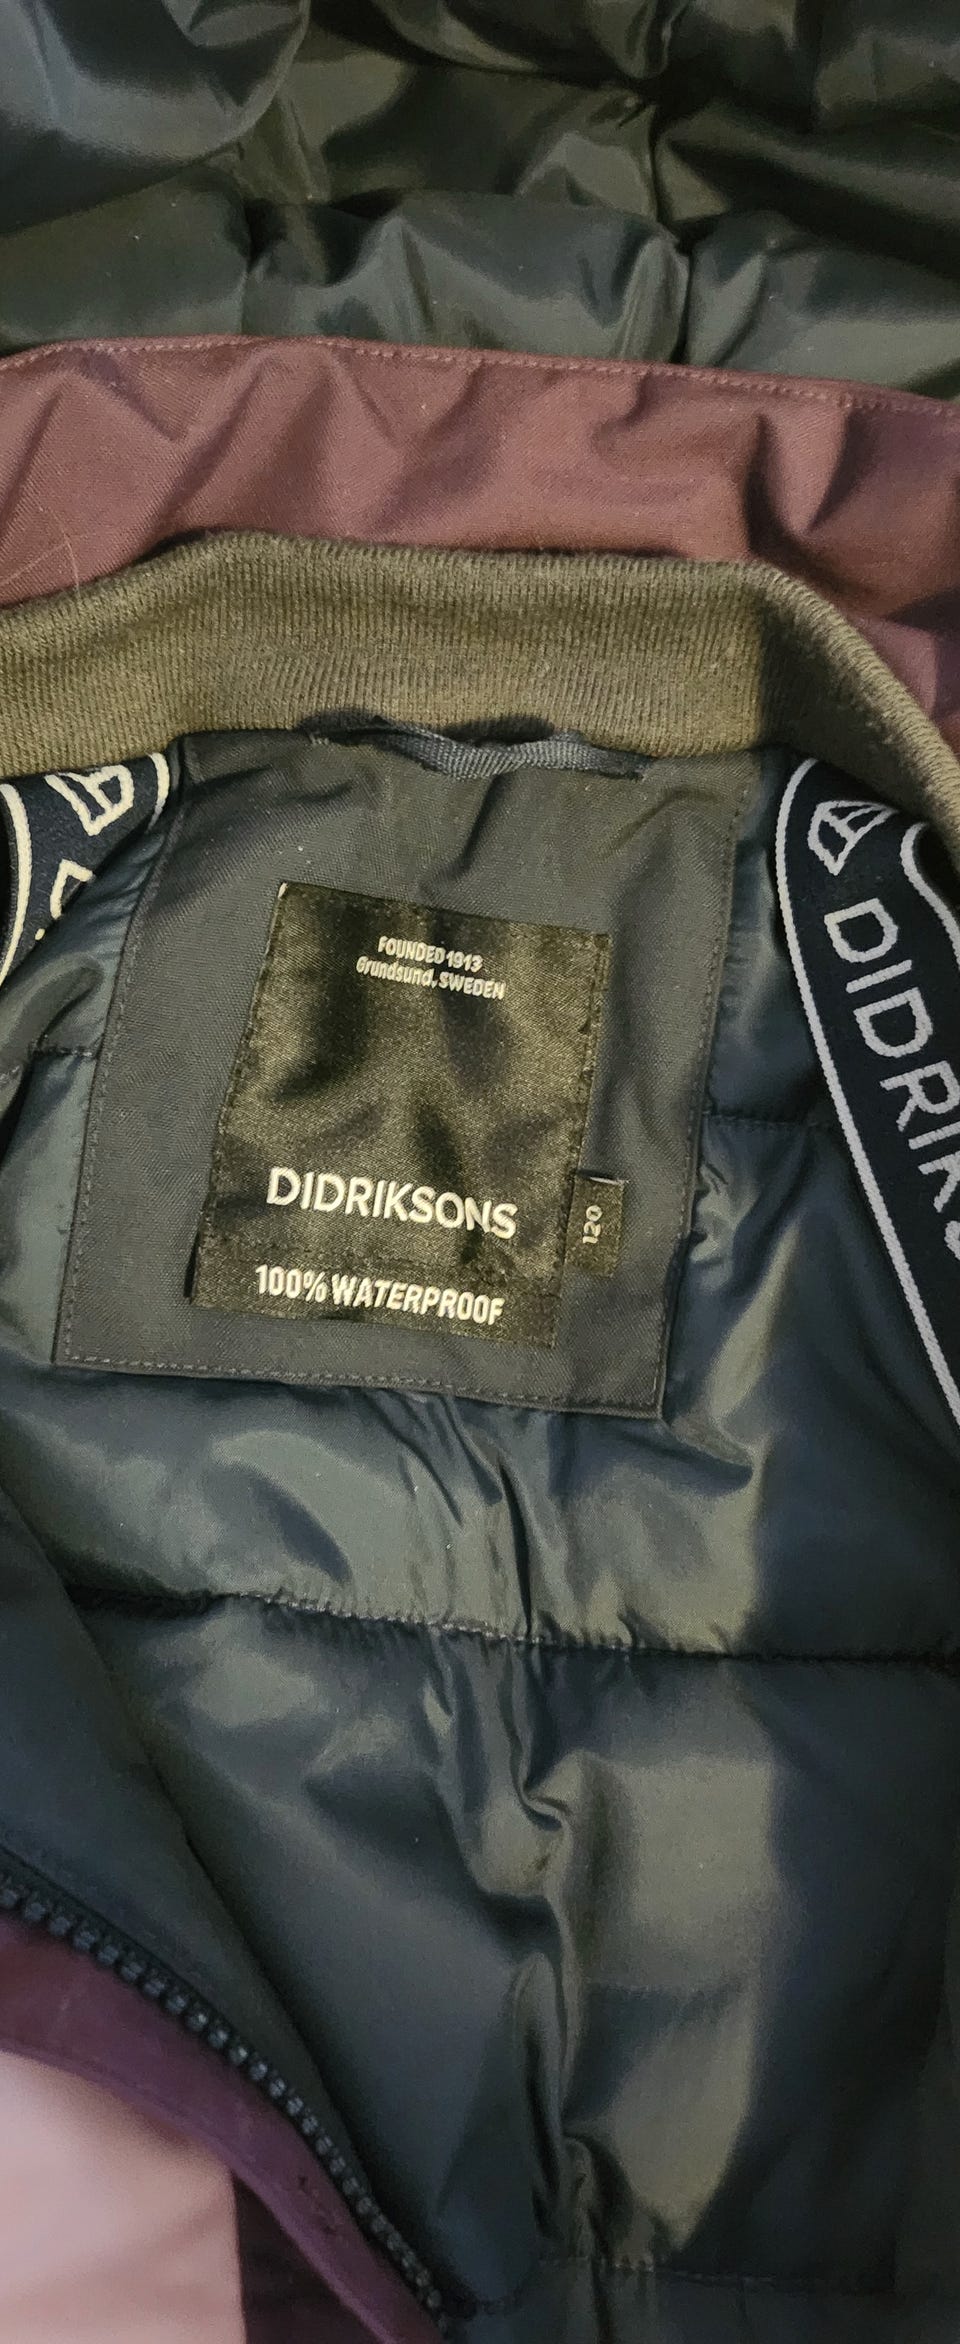 FOUNDED 1913
Grundsund, SWEDEN
DIDRIKSONS
120
100% WATERPROOF
DIDRIKS